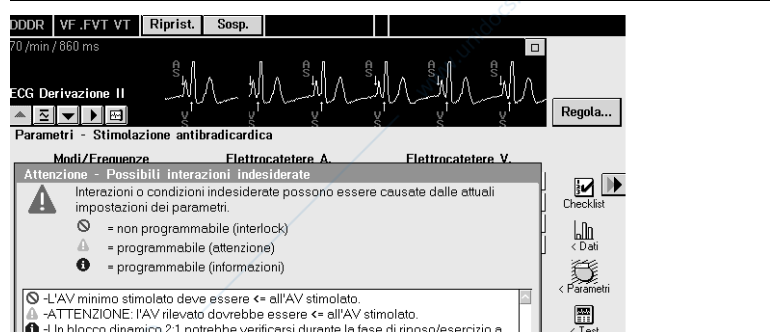 DDDR VF .FVT VT Riprist. Sosp.
70 /min / 860 ms
A S A S A S A S A S A S
ECG Derivazione II
V S V S V S V S V S V S
Regola...
Parametri - Stimolazione antibradicardica
Modi/Frequenze Elettrocatetere A. Elettrocatetere V.
Attenzione - Possibili interazioni indesiderate
Interazioni o condizioni indesiderate possono essere causate dalle attuali
impostazioni dei parametri.
= non programmabile (interlock)
= programmabile (attenzione)
= programmabile (informazioni)
-L'AV minimo stimolato deve essere <= all'AV stimolato.
-ATTENZIONE: l'AV rilevato dovrebbe essere <= all'AV stimolato.
-Un blocco dinamico 2:1 potrebbe verificarsi durante la fase di riposo/esercizio a
Checklist
< Dati
< Parametri
< Test